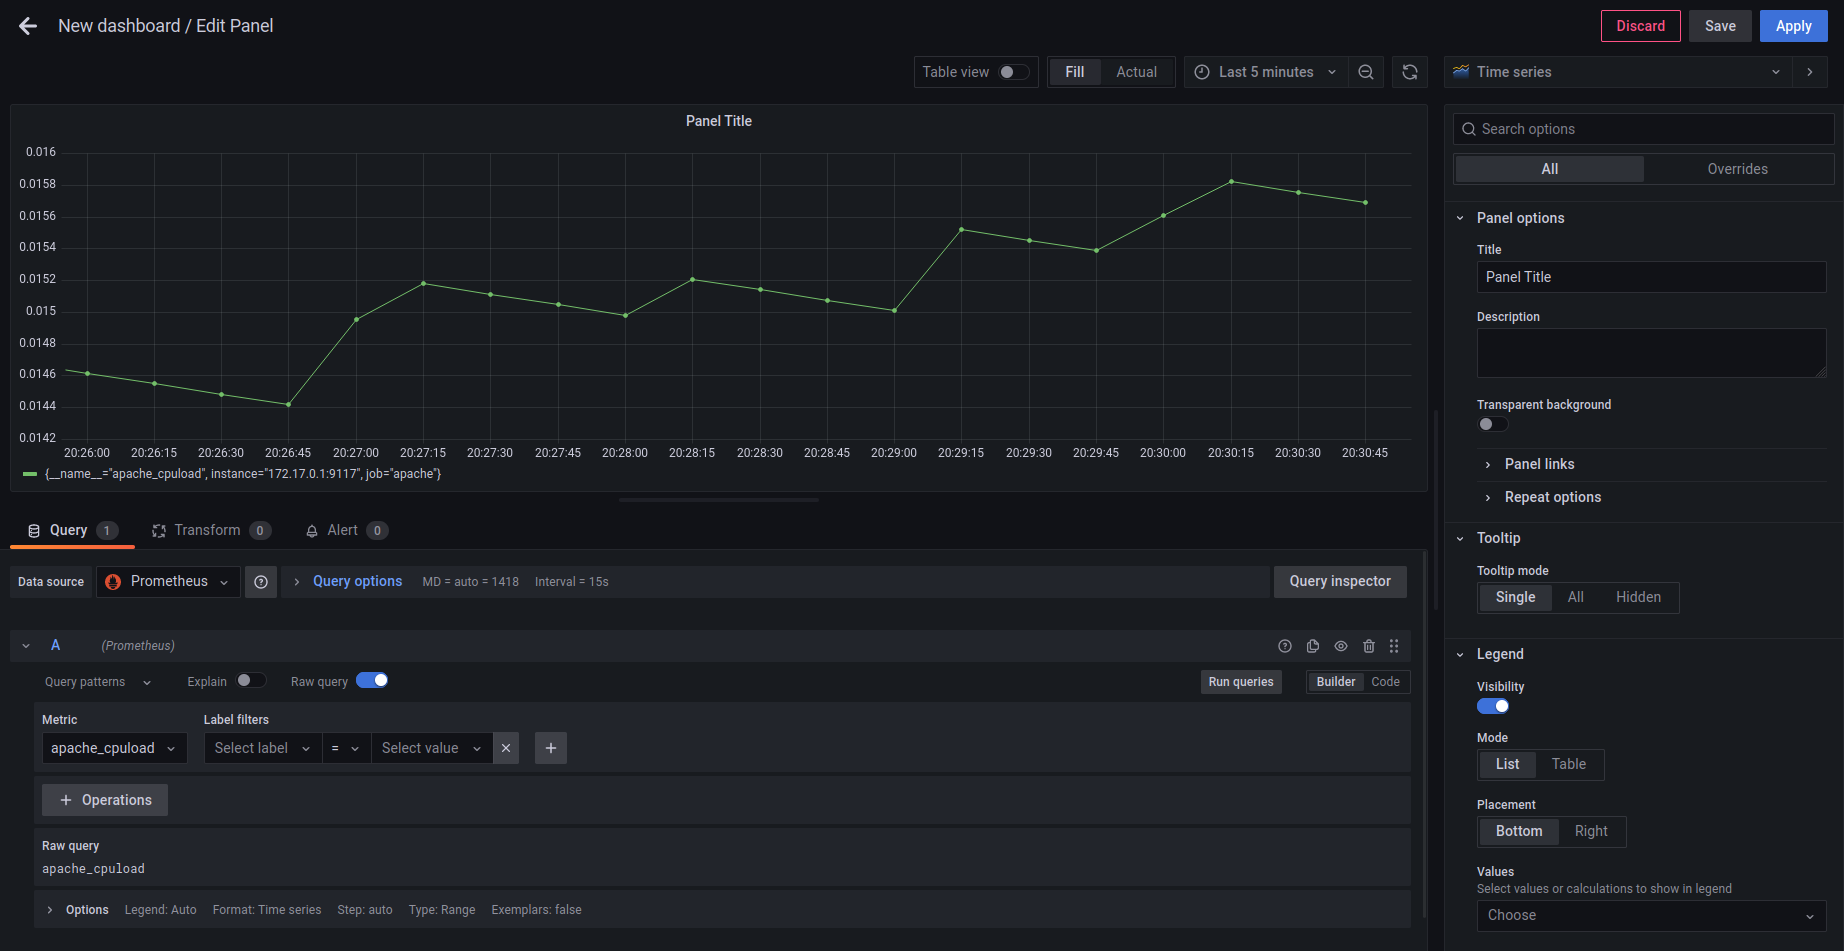 New dashboard / Edit Panel
Discard
Save
Apply
Table view
Fill
Actual
Last 5 minutes
Time series
Panel Title
0.016
0.0158
0.0156
0.0154
0.0152
0.015
0.0148
0.0146
0.0144
0.0142
20:26:00
20:26:15
20:26:30
20:26:45
20:27:00
20:27:15
20:27:30
20:27:45
20:28:00
20:28:15
20:28:30
20:28:45
20:29:00
20:29:15
20:29:30
20:29:45
20:30:00
20:30:15
20:30:30
20:30:45
{__name__="apache_cpuload", instance="172.17.0.1:9117", job="apache"}
Query 1
Transform 0
Alert 0
Data source
Prometheus
Query options
MD = auto = 1418
Interval = 15s
Query inspector
A
(Prometheus)
Query patterns
Explain
Raw query
Run queries
Builder
Code
Metric
Label filters
apache_cpuload
Select label
=
Select value
+ Operations
Raw query
apache_cpuload
Options
Legend: Auto
Format: Time series
Step: auto
Type: Range
Exemplars: false
Search options
All
Overrides
Panel options
Title
Panel Title
Description
Transparent background
Panel links
Repeat options
Tooltip
Tooltip mode
Single
All
Hidden
Legend
Visibility
Mode
List
Table
Placement
Bottom
Right
Values
Select values or calculations to show in legend
Choose